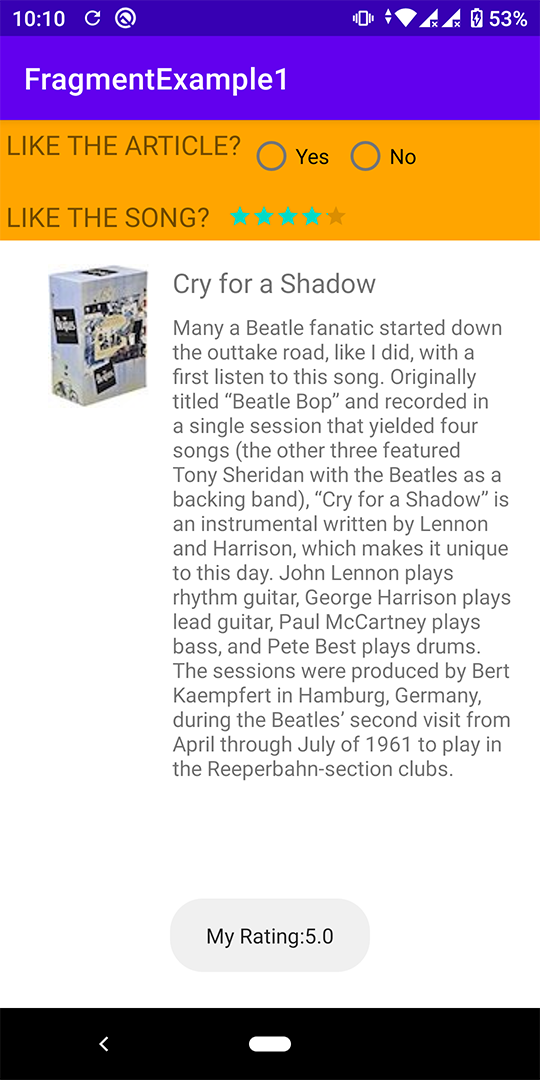 10:10 53%
FragmentExample1
LIKE THE ARTICLE? Yes No
LIKE THE SONG?
Cry for a Shadow
Many a Beatle fanatic started down
the outtake road, like I did, with a
first listen to this song. Originally
titled “Beatle Bop” and recorded in
a single session that yielded four
songs (the other three featured
Tony Sheridan with the Beatles as a
backing band), “Cry for a Shadow” is
an instrumental written by Lennon
and Harrison, which makes it unique
to this day. John Lennon plays
rhythm guitar, George Harrison plays
lead guitar, Paul McCartney plays
bass, and Pete Best plays drums.
The sessions were produced by Bert
Kaempfert in Hamburg, Germany,
during the Beatles’ second visit from
April through July of 1961 to play in
the Reeperbahn-section clubs.
My Rating:5.0